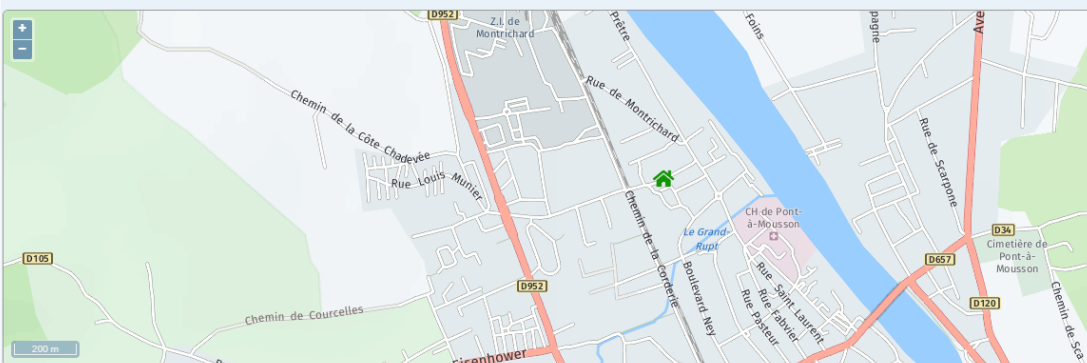 +
−
D952
Z.I. de
Montrichard
Prêtre
Foins
pagne
Ave
Rue de Montrichard
Chemin de la Côte Chadevée
Rue Louis Munier
Rue de Scarpone
CH de Pont-
à-Mousson
Le Grand-
Rupt
Chemin de la Corderie
D34
Cimetière de
Pont-à-
Mousson
D105
D657
D952
D120
Boulevard Ney
Rue Saint Laurent
Rue Fabvier
Rue Pasteur
Chemin de Sc
Chemin de Courcelles
Eisenhower
200 m